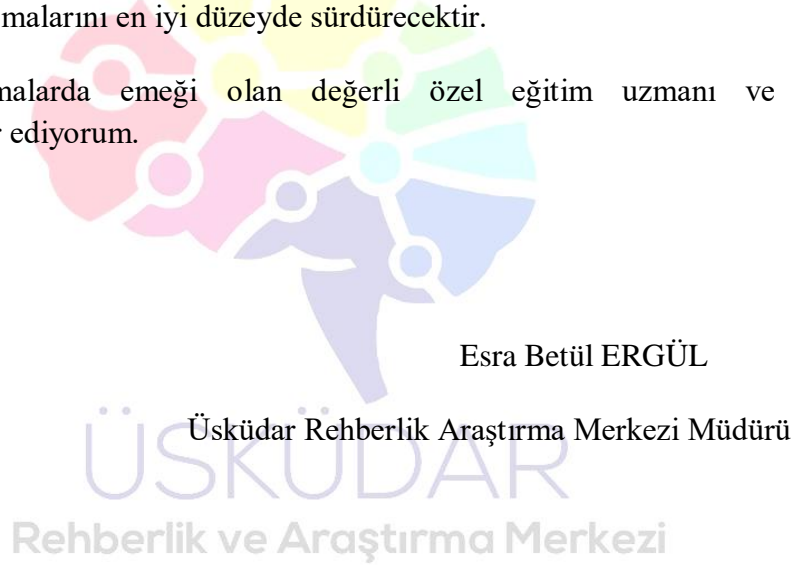 malarını en iyi düzeyde sürdürecektir.
malarda emeği olan değerli özel eğitim uzmanı ve
ediyorum.
Esra Betül ERGÜL
Üsküdar Rehberlik Araştırma Merkezi Müdürü
ÜSKÜDAR
Rehberlik ve Araştırma Merkezi